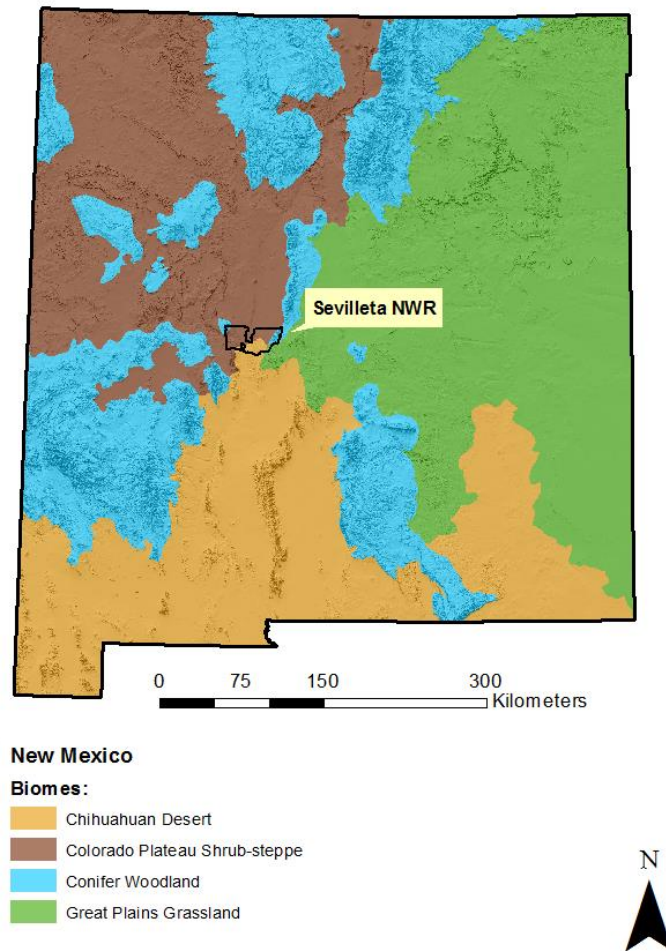 Sevilleta NWR
0 75 150 300
Kilometers
New Mexico
Biomes:
Chihuahuan Desert
Colorado Plateau Shrub-steppe
Conifer Woodland
Great Plains Grassland
N